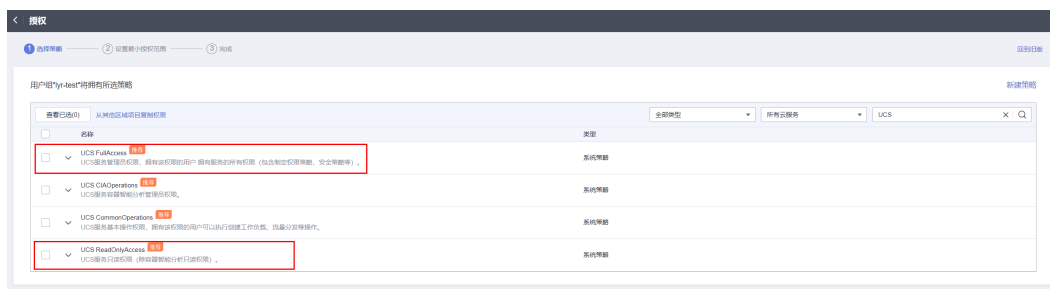 授权
1 选择策略 2 设置最小授权范围 3 完成 回到旧版
用户组"lyr-test"将拥有所选策略 新建策略
查看已选(0) 从其他区域项目复制权限 全部类型 所有云服务 UCS
名称 类型
UCS FullAccess 推荐
UCS服务管理员权限，拥有该权限的用户 拥有服务的所有权限（包含制定权限策略、安全策略等）。 系统策略
UCS CIAOperations 推荐
UCS服务容器智能分析管理员权限。 系统策略
UCS CommonOperations 推荐
UCS服务基本操作权限，拥有该权限的用户可以执行创建工作负载、流量分发等操作。 系统策略
UCS ReadOnlyAccess 推荐
UCS服务只读权限（除容器智能分析只读权限）。 系统策略